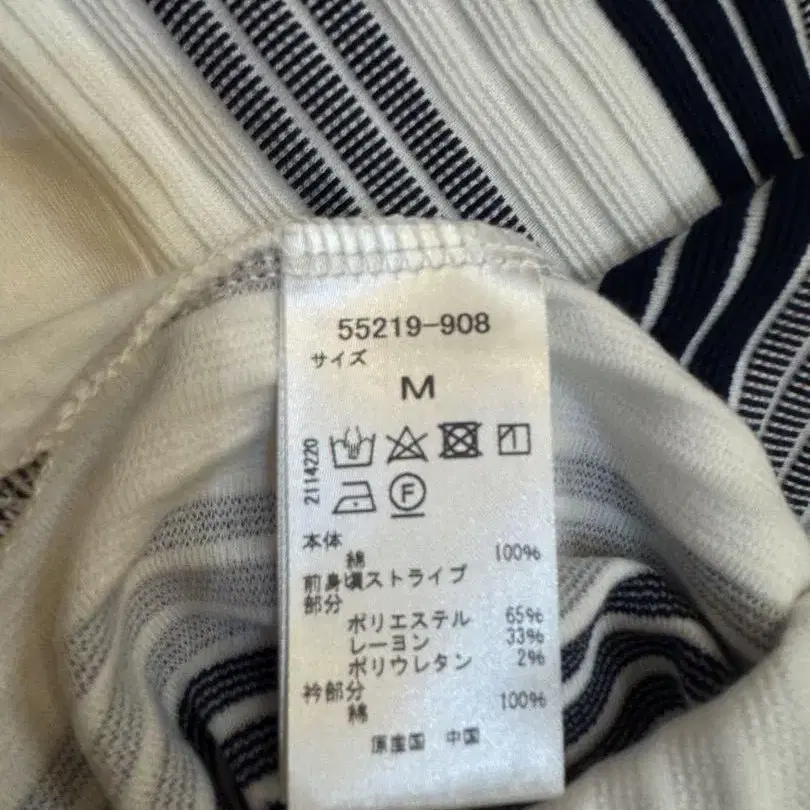 55219-908
サイズ
M
2114220
F
本体
綿 100%
前身頃ストライプ
部分
ポリエステル 65%
レーヨン 33%
ポリウレタン 2%
衿部分
綿 100%
原産国 中国